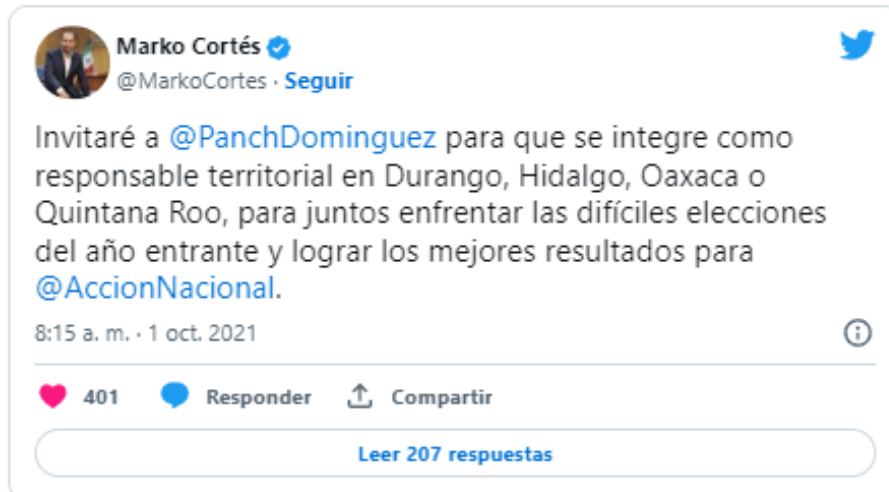 Marko Cortés
@MarkoCortes · Seguir
Invitaré a @PanchDominguez para que se integre como
responsable territorial en Durango, Hidalgo, Oaxaca o
Quintana Roo, para juntos enfrentar las difíciles elecciones
del año entrante y lograr los mejores resultados para
@AccionNacional.
8:15 a. m. · 1 oct. 2021
401 Responder Compartir
Leer 207 respuestas